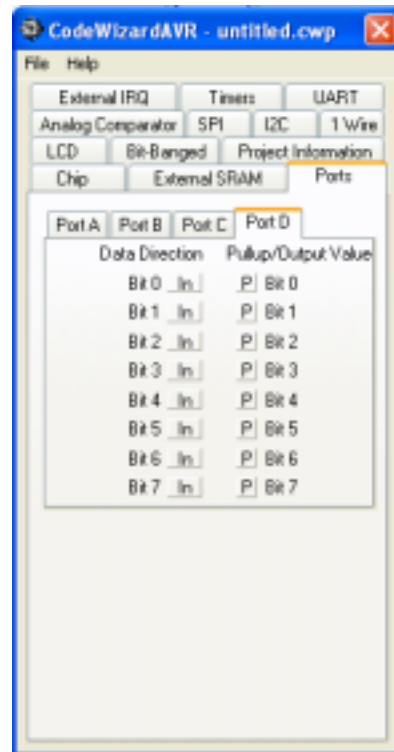 CodeWizardAVR - untitled.cwp
File Help
External IRQ Timers UART
Analog Comparator SPI I2C 1 Wire
LCD Bit-Banged Project Information
Chip External SRAM Ports
Port A Port B Port C Port D
Data Direction Pullup/Output Value
Bit 0 In P Bit 0
Bit 1 In P Bit 1
Bit 2 In P Bit 2
Bit 3 In P Bit 3
Bit 4 In P Bit 4
Bit 5 In P Bit 5
Bit 6 In P Bit 6
Bit 7 In P Bit 7